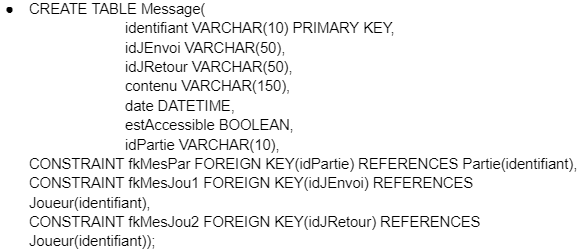 ● CREATE TABLE Message(
identifiant VARCHAR(10) PRIMARY KEY,
idJEnvoi VARCHAR(50),
idJRetour VARCHAR(50),
contenu VARCHAR(150),
date DATETIME,
estAccessible BOOLEAN,
idPartie VARCHAR(10),
CONSTRAINT fkMesPar FOREIGN KEY(idPartie) REFERENCES Partie(identifiant),
CONSTRAINT fkMesJou1 FOREIGN KEY(idJEnvoi) REFERENCES
Joueur(identifiant),
CONSTRAINT fkMesJou2 FOREIGN KEY(idJRetour) REFERENCES
Joueur(identifiant));